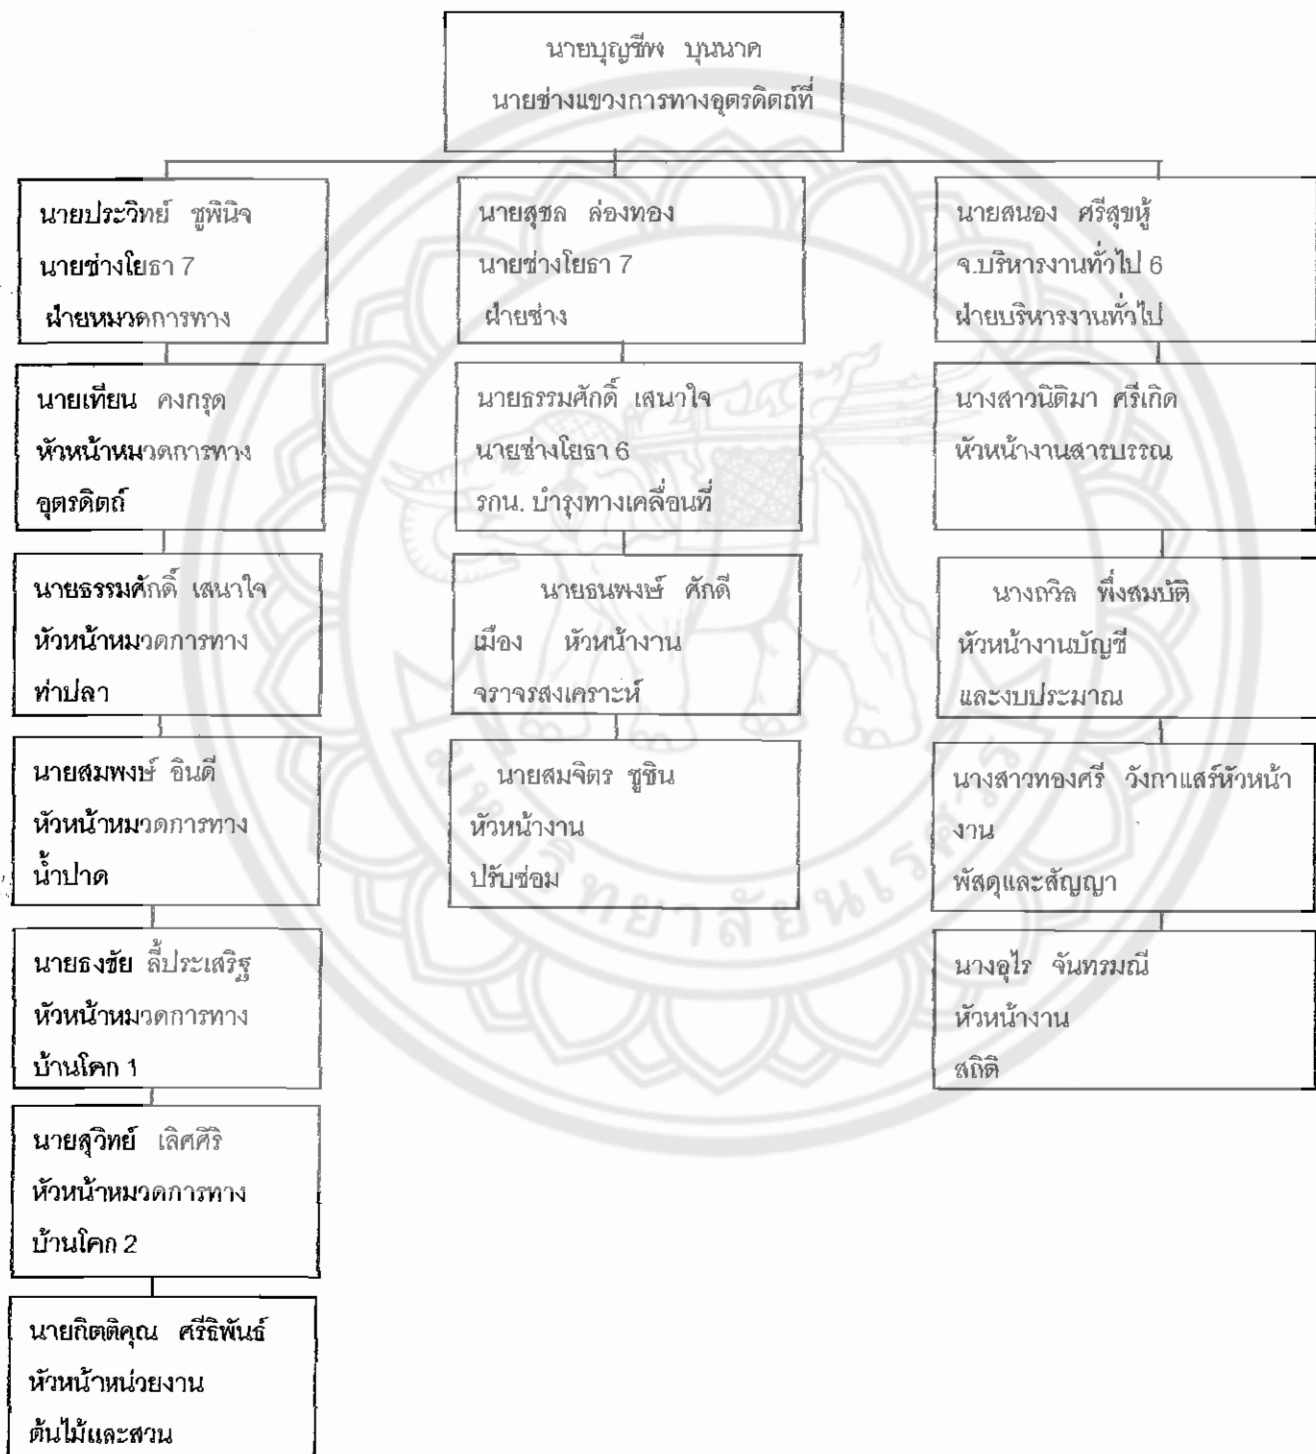 นายบุญชีพ บุนนาค
นายช่างแขวงการทางอุตรดิตถ์ที่
นายประวิทย์ ชูพินิจ
นายช่างโยธา 7
ฝ่ายหมวดการทาง
นายเทียน คงกรุด
หัวหน้าหมวดการทาง
อุตรดิตถ์
นายธรรมศักดิ์ เสนาใจ
หัวหน้าหมวดการทาง
ท่าปลา
นายสมพงษ์ อินดี
หัวหน้าหมวดการทาง
น้ำปาด
นายธงชัย ลี้ประเสริฐ
หัวหน้าหมวดการทาง
บ้านโคก 1
นายสุวิทย์ เลิศศิริ
หัวหน้าหมวดการทาง
บ้านโคก 2
นายกิตติคุณ ศรีธิพันธ์
หัวหน้าหน่วยงาน
ต้นไม้และสวน
นายสุชล ล่องทอง
นายช่างโยธา 7
ฝ่ายช่าง
นายธรรมศักดิ์ เสนาใจ
นายช่างโยธา 6
รกน. บำรุงทางเคลื่อนที่
นายธนพงษ์ ศักดิ์
เมือง หัวหน้างาน
จราจรสงเคราะห์
นายสมจิตร ชูชิน
หัวหน้างาน
ปรับซ่อม
นายสนอง ศรีสุขหู้
จ.บริหารงานทั่วไป 6
ฝ่ายบริหารงานทั่วไป
นางสาวนิติมา ศรีเกิด
หัวหน้างานสารบรรณ
นางถวิล พึ่งสมบัติ
หัวหน้างานบัญชี
และงบประมาณ
นางสาวทองศรี วังกาแสร์หัวหน้า
งาน
พัสดุและสัญญา
นางอุไร จันทรมณี
หัวหน้างาน
สถิติ
มหาวิทยาลัยนเรศวร